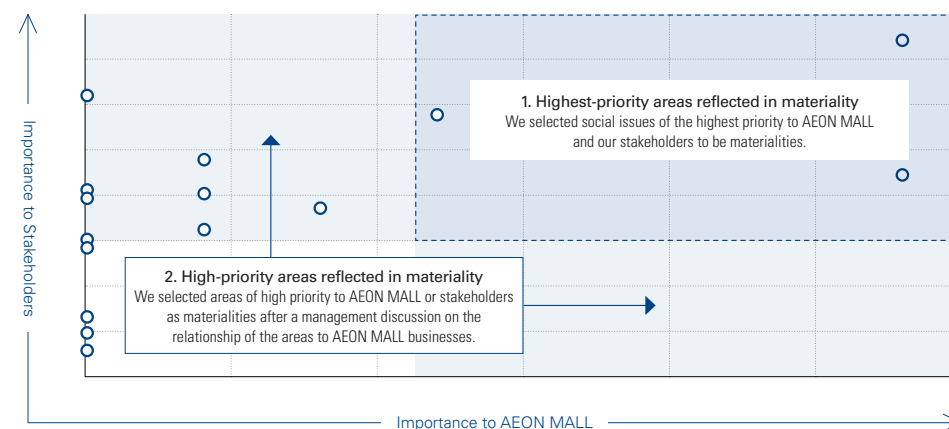 1. Highest-priority areas reflected in materiality
We selected social issues of the highest priority to AEON MALL
and our stakeholders to be materialities.
Importance to Stakeholders
2. High-priority areas reflected in materiality
We selected areas of high priority to AEON MALL or stakeholders
as materialities after a management discussion on the
relationship of the areas to AEON MALL businesses.
Importance to AEON MALL